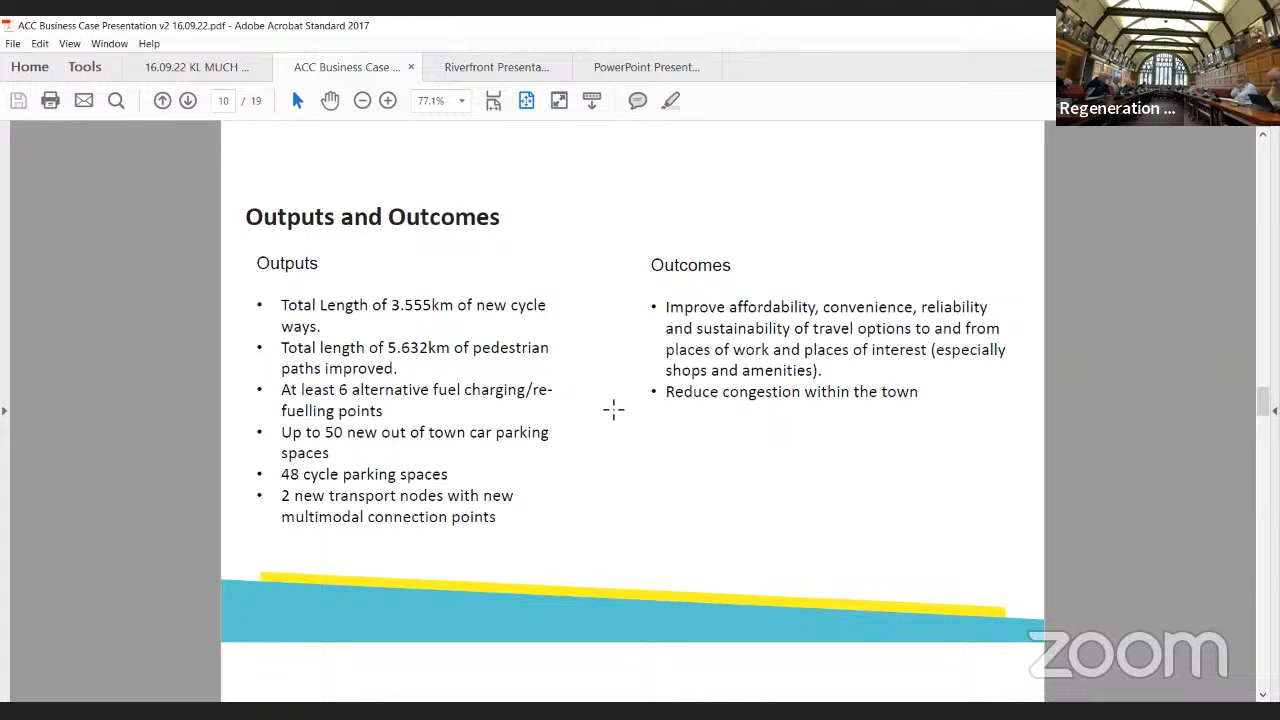 ACC Business Case Presentation v2 16.09.22.pdf - Adobe Acrobat Standard 2017
File Edit View Window Help
Home Tools 16.09.22 KL MUCH ... ACC Business Case ... × Riverfront Presenta... PowerPoint Present...
10 / 19 77.1%
Regeneration ...
Outputs and Outcomes
Outputs
• Total Length of 3.555km of new cycle
ways.
• Total length of 5.632km of pedestrian
paths improved.
• At least 6 alternative fuel charging/re-
fuelling points
• Up to 50 new out of town car parking
spaces
• 48 cycle parking spaces
• 2 new transport nodes with new
multimodal connection points
Outcomes
• Improve affordability, convenience, reliability
and sustainability of travel options to and from
places of work and places of interest (especially
shops and amenities).
• Reduce congestion within the town
zoom